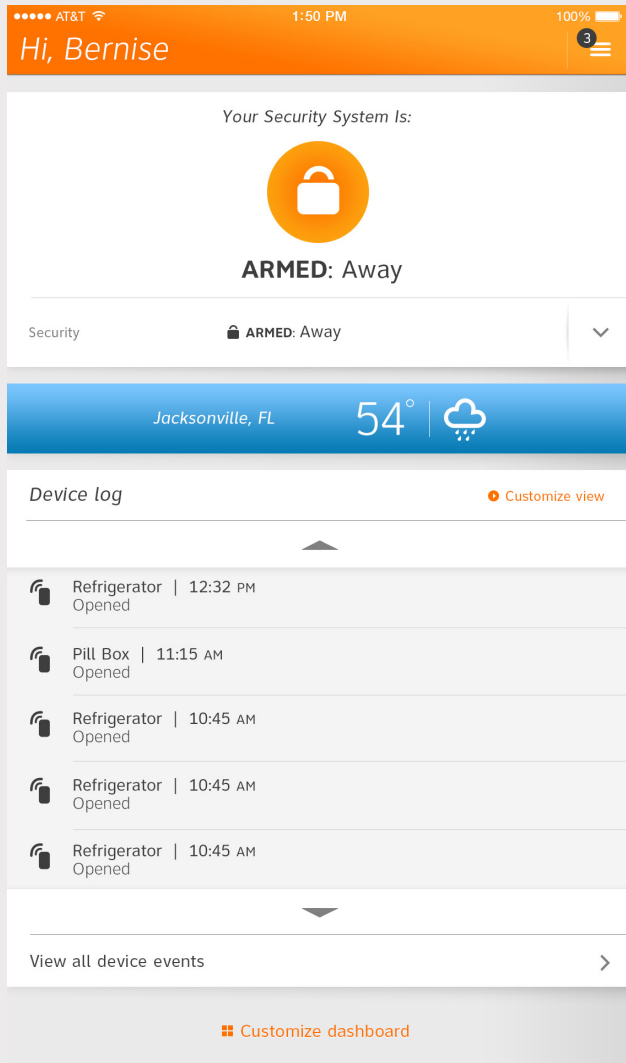 AT&T 1:50 PM 100%
Hi, Bernise
3
Your Security System Is:
ARMED: Away
Security ARMED: Away
Jacksonville, FL 54°
Device log Customize view
Refrigerator | 12:32 PM
Opened
Pill Box | 11:15 AM
Opened
Refrigerator | 10:45 AM
Opened
Refrigerator | 10:45 AM
Opened
Refrigerator | 10:45 AM
Opened
View all device events
Customize dashboard